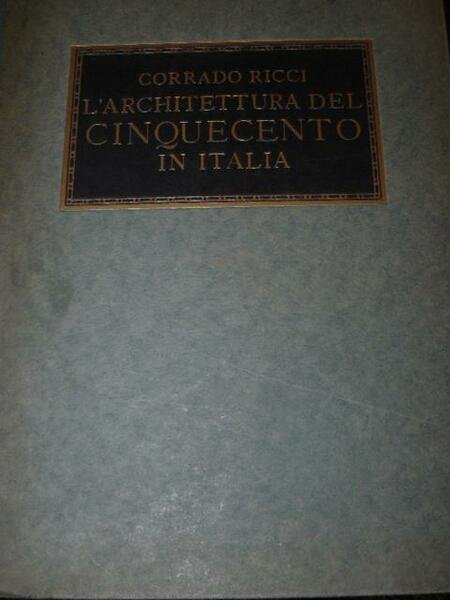 CORRADO RICCI
L'ARCHITETTURA DEL
CINQUECENTO
IN ITALIA